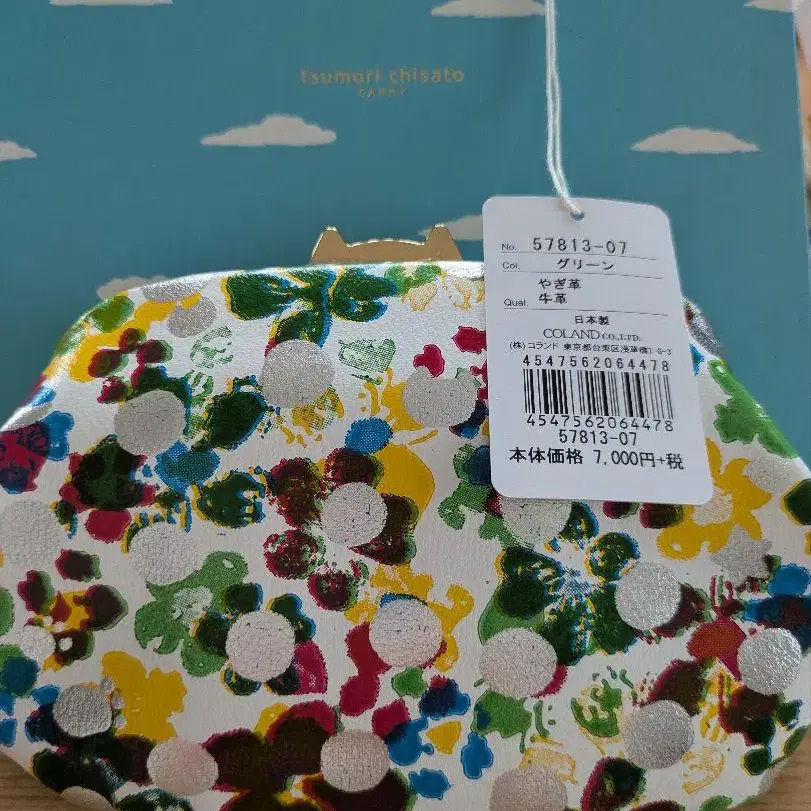 tsumori chisato
CARRY
No. 57813-07
Col. グリーン
やぎ革
Qual. 牛革
日本製
COLAND CO.,LTD.
(株)コランド 東京都台東区浅草橋1-6-3
4547562064478
4547562064478
57813-07
本体価格 7,000円+税